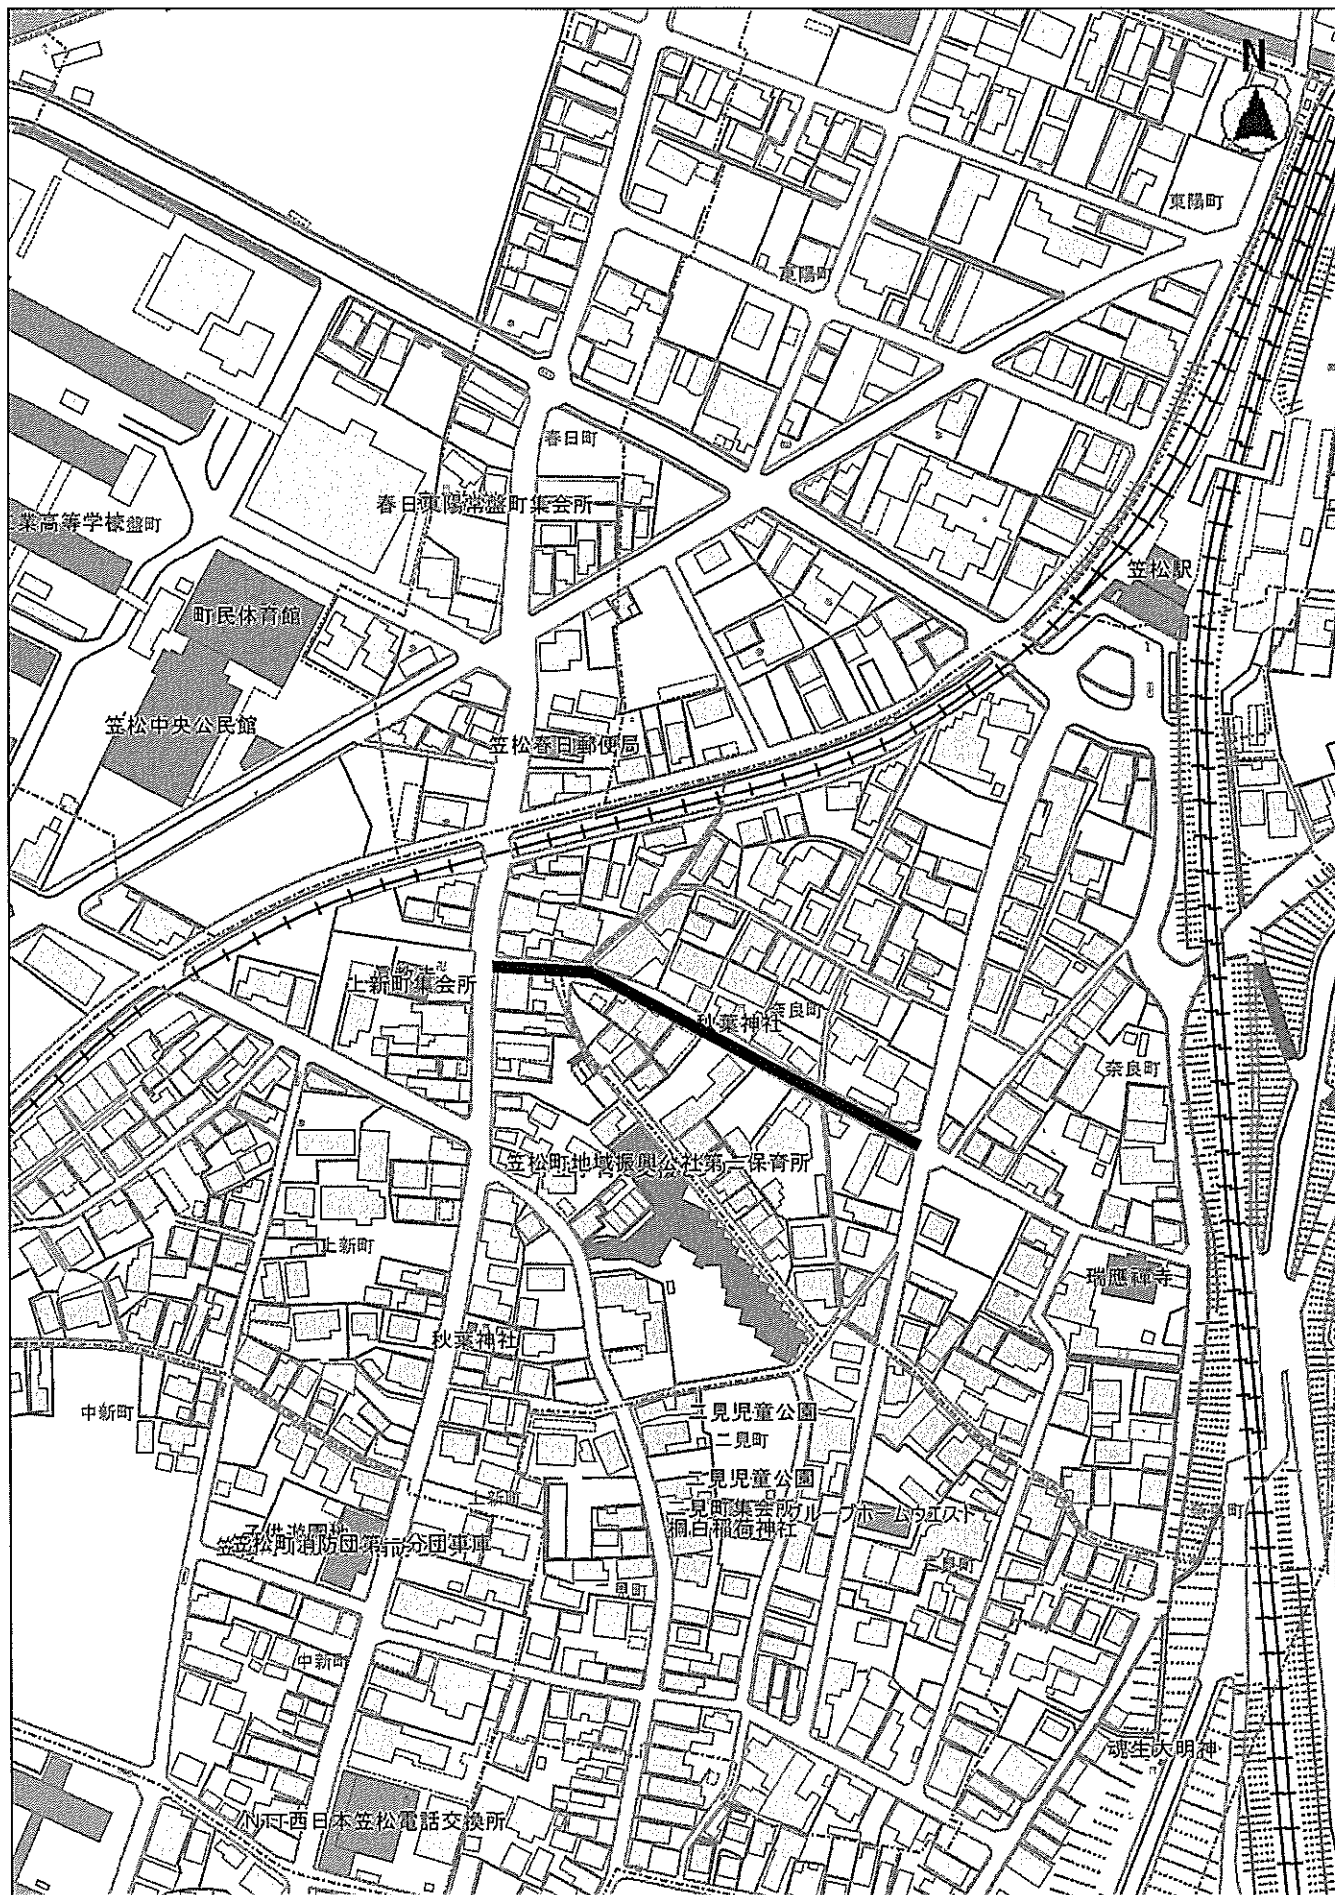 N
東陽町
東陽町
春日町
春日東陽常盤町集会所
業高等学校
盤町
笠松駅
町民体育館
笠松中央公民館
笠松春日郵便局
上新町集会所
奈良町
秋葉神社
奈良町
笠松町地域振興公社第一保育所
上新町
瑞應禅寺
秋葉神社
中新町
二見児童公園
二見町
二見児童公園
上新町
二見町集会所
グループホームウエスト
桐白稲荷神社
笠松町消防団第一分団車庫
二見町
中新町
魂生大明神
NTT西日本笠松電話交換所